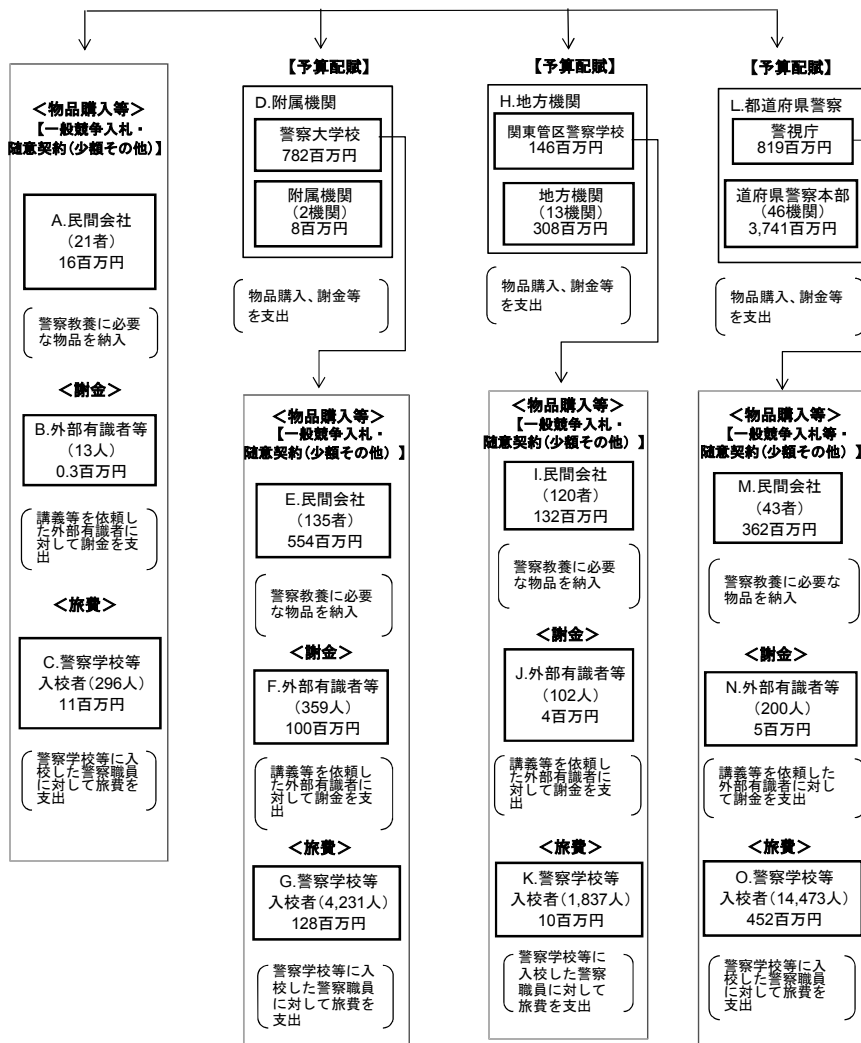 ＜物品購入等＞
【一般競争入札・
随意契約(少額その他)】
A.民間会社
(21者)
16百万円
警察教養に必要
な物品を納入
＜謝金＞
B.外部有識者等
(13人)
0.3百万円
講義等を依頼し
た外部有識者に
対して謝金を支
出
＜旅費＞
C.警察学校等
入校者(296人)
11百万円
警察学校等に入
校した警察職員
に対して旅費を
支出
【予算配賦】
D.附属機関
警察大学校
782百万円
附属機関
(2機関)
8百万円
物品購入、謝金等
を支出
＜物品購入等＞
【一般競争入札・
随意契約(少額その他) 】
E.民間会社
(135者)
554百万円
警察教養に必要
な物品を納入
＜謝金＞
F.外部有識者等
(359人)
100百万円
講義等を依頼し
た外部有識者に
対して謝金を支
出
＜旅費＞
G.警察学校等
入校者(4,231人)
128百万円
警察学校等に入
校した警察職員
に対して旅費を
支出
【予算配賦】
H.地方機関
関東管区警察学校
146百万円
地方機関
(13機関)
308百万円
物品購入、謝金等
を支出
＜物品購入等＞
【一般競争入札・
随意契約(少額その他) 】
I.民間会社
(120者)
132百万円
警察教養に必要
な物品を納入
＜謝金＞
J.外部有識者等
(102人)
4百万円
講義等を依頼し
た外部有識者に
対して謝金を支
出
＜旅費＞
K.警察学校等
入校者(1,837人)
10百万円
警察学校等に
入校した警察
職員に対して
旅費を支出
【予算配賦】
L.都道府県警察
警視庁
819百万円
道府県警察本部
(46機関)
3,741百万円
物品購入、謝金等
を支出
＜物品購入等＞
【一般競争入札等・
随意契約(少額その他) 】
M.民間会社
(43者)
362百万円
警察教養に必要な
物品を納入
＜謝金＞
N.外部有識者等
(200人)
5百万円
講義等を依頼した
外部有識者に対し
て謝金を支出
＜旅費＞
O.警察学校等
入校者(14,473人)
452百万円
警察学校等に入
校した警察職員
に対して旅費を
支出